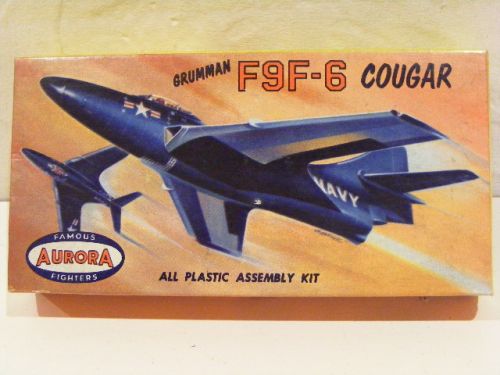 GRUMMAN F9F-6 COUGAR
NAVY
FAMOUS
AURORA
FIGHTERS
ALL PLASTIC ASSEMBLY KIT